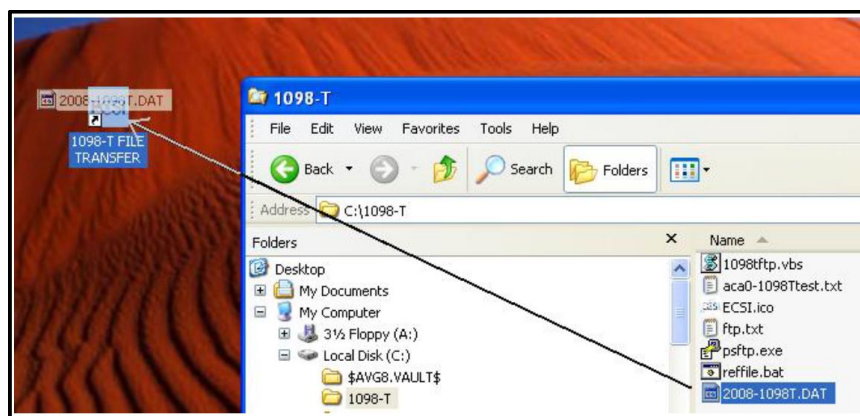 2008-1098T.DAT
1098-T FILE
TRANSFER
1098-T
File Edit View Favorites Tools Help
Back Search Folders
Address C:\1098-T
Folders X
Desktop
My Documents
My Computer
3½ Floppy (A:)
Local Disk (C:)
$AVG8.VAULT$
1098-T
Name
1098tftp.vbs
aca0-1098Ttest.txt
ECSI.ico
ftp.txt
psftp.exe
reffile.bat
2008-1098T.DAT